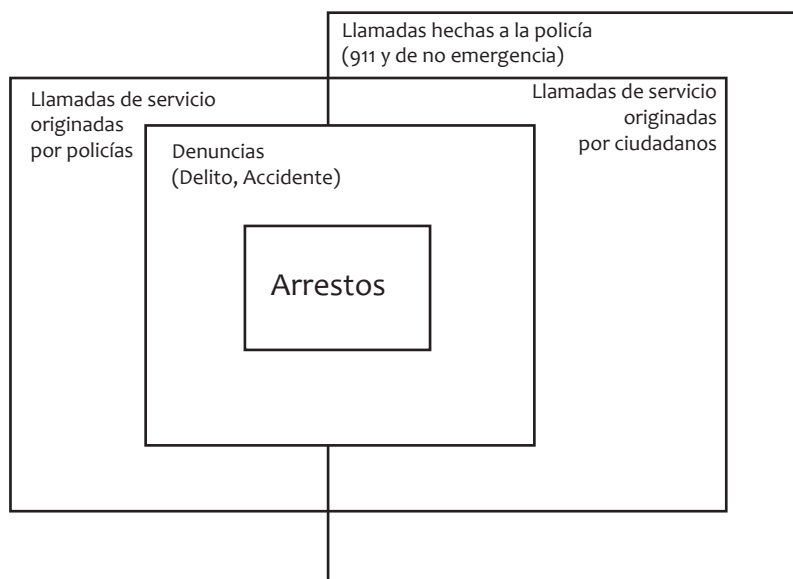 Llamadas hechas a la policía
(911 y de no emergencia)
Llamadas de servicio
originadas
por policías
Llamadas de servicio
originadas
por ciudadanos
Denuncias
(Delito, Accidente)
Arrestos